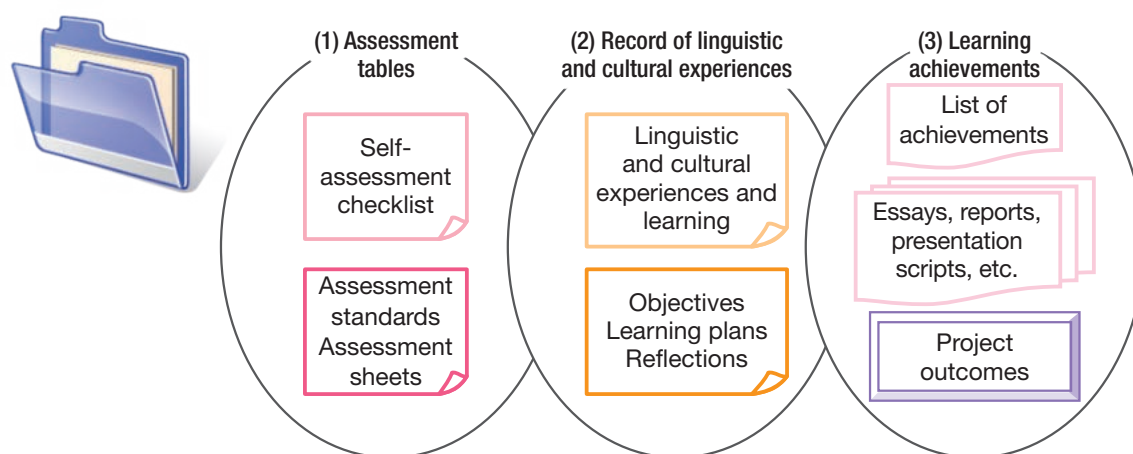 (1) Assessment
tables
Self-
assessment
checklist
Assessment
standards
Assessment
sheets
(2) Record of linguistic
and cultural experiences
Linguistic
and cultural
experiences and
learning
Objectives
Learning plans
Reflections
(3) Learning
achievements
List of
achievements
Essays, reports,
presentation
scripts, etc.
Project
outcomes